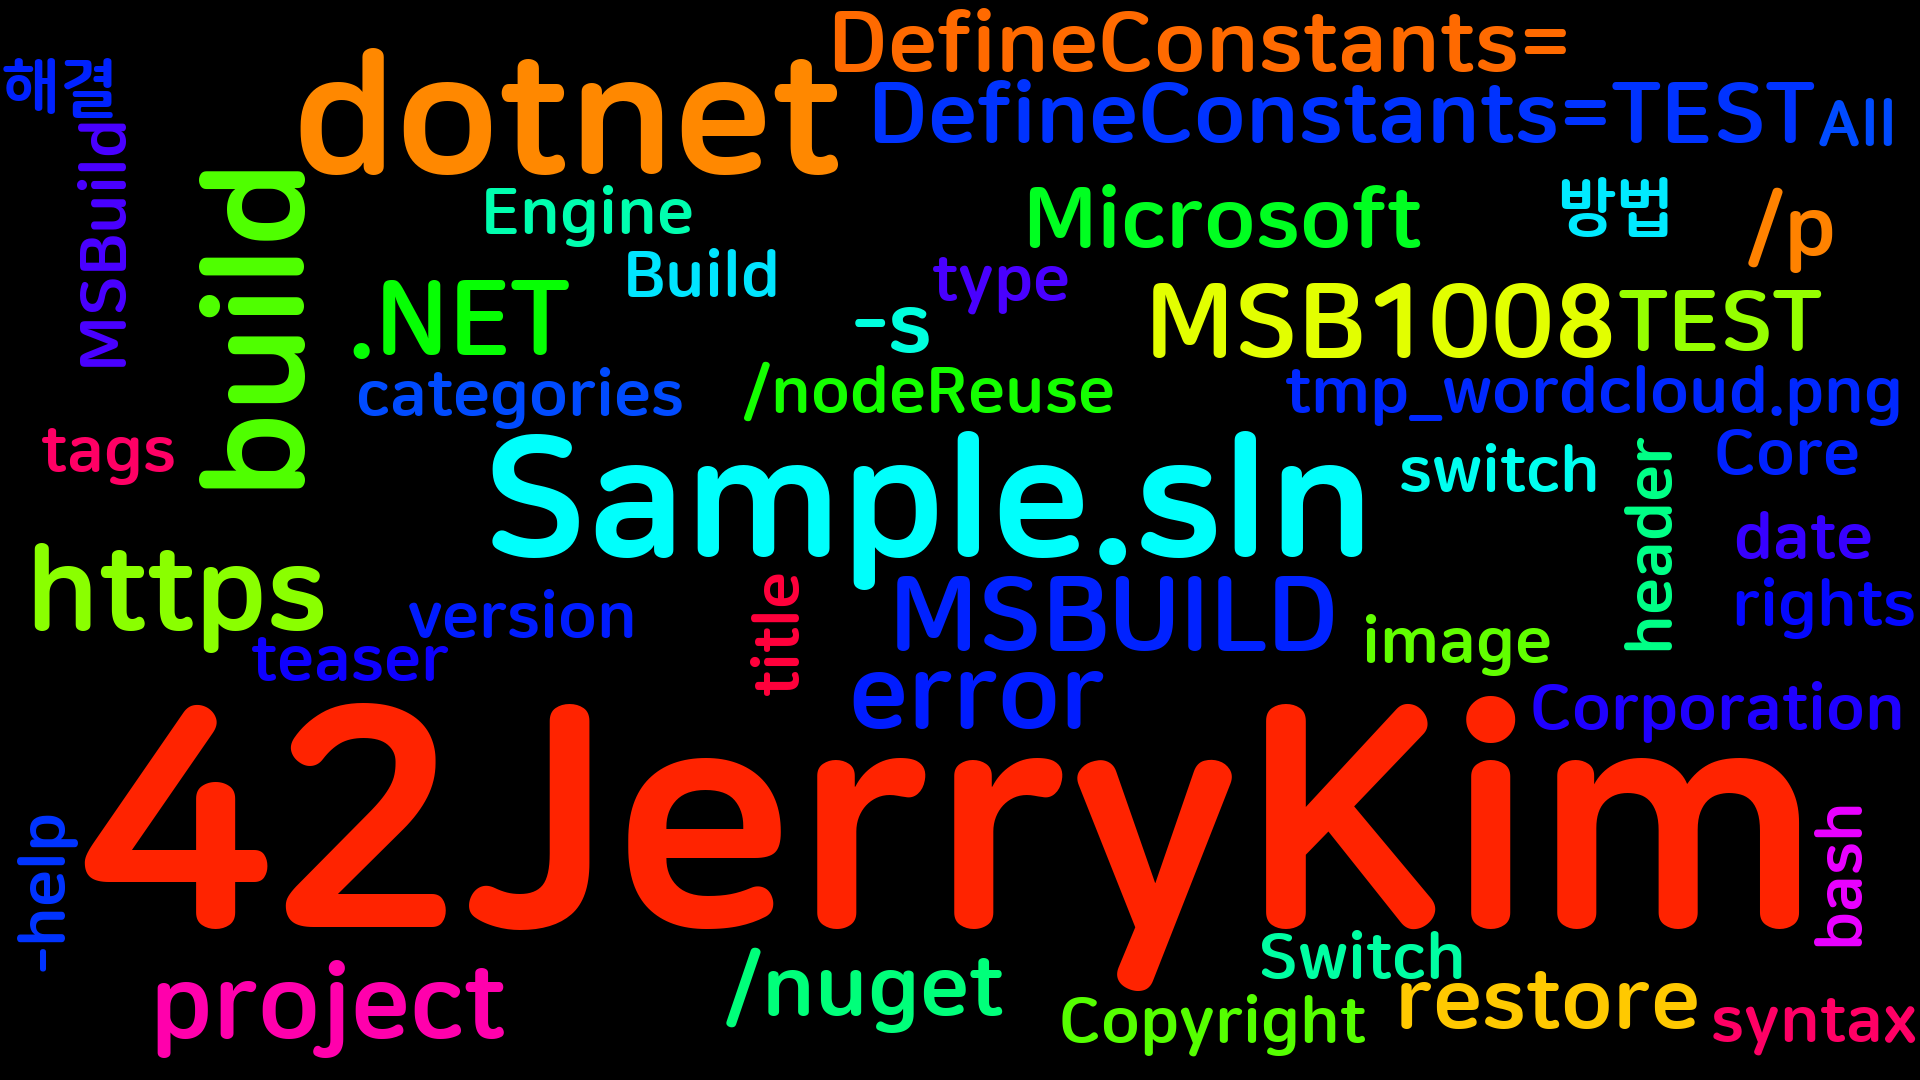 DefineConstants=
해결
dotnet
DefineConstants=TEST
All
MSBuild
build
Engine
Microsoft
방법
/p
Build
type
.NET
-s
MSB1008
TEST
categories
/nodeReuse
tmp_wordcloud.png
tags
Sample.sln
switch
header
Core
date
https
version
title
MSBUILD
image
rights
teaser
error
Corporation
42JerryKim
-help
bash
project
/nuget
Switch
Copyright
restore
syntax